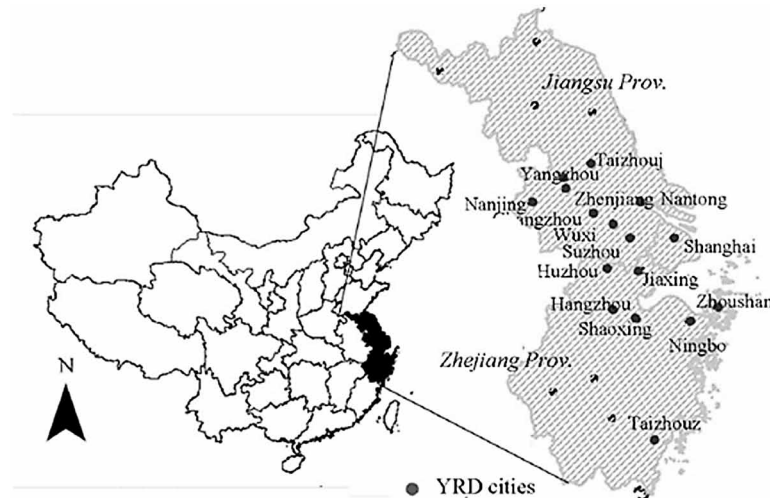 Jiangsu Prov.
Taizhouj
Yangzhou
Zhenjiang Nantong
Nanjing
angzhou
Wuxi
Shanghai
Suzhou
Huzhou
Jiaxing
Hangzhou
Zhoushan
Shaoxing
Ningbo
Zhejiang Prov.
N
Taizhouz
YRD cities